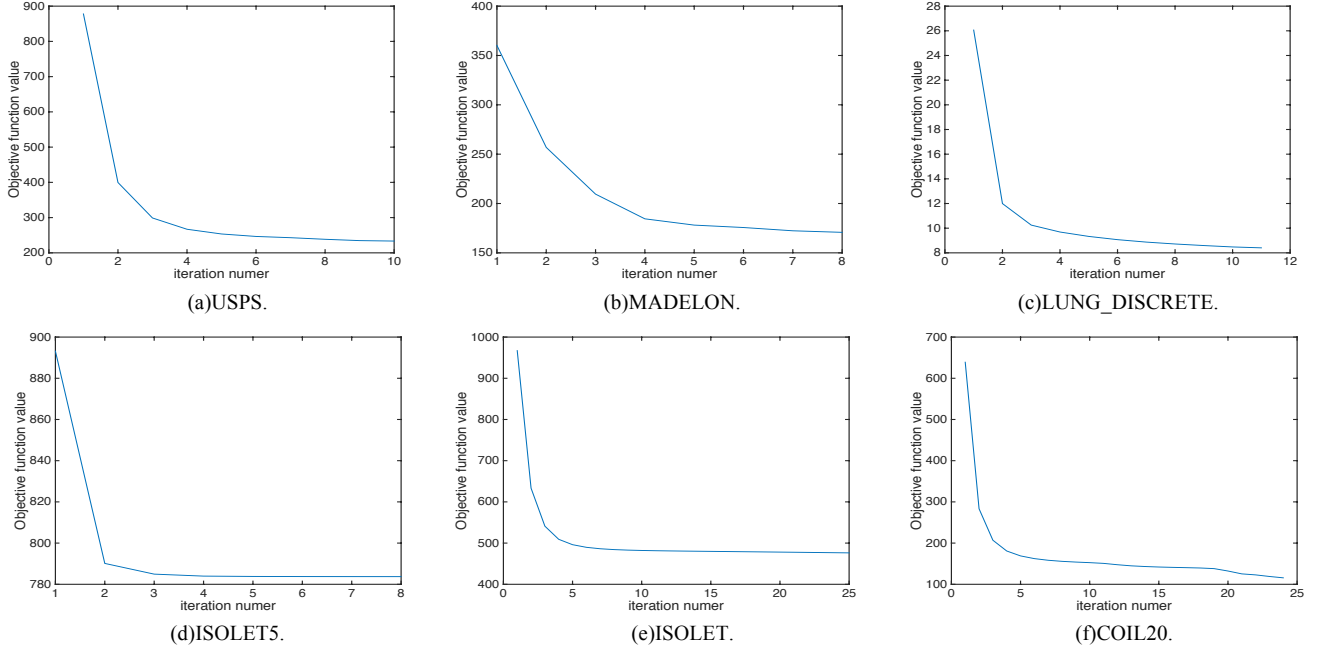 900
800
700
600
500
400
300
200
Objective function value
0 2 4 6 8 10
iteration numer
(a)USPS.
400
350
300
250
200
150
Objective function value
1 2 3 4 5 6 7 8
iteration numer
(b)MADELON.
28
26
24
22
20
18
16
14
12
10
8
Objective function value
0 2 4 6 8 10 12
iteration numer
(c)LUNG_DISCRETE.
900
880
860
840
820
800
780
Objective function value
1 2 3 4 5 6 7 8
iteration numer
(d)ISOLET5.
1000
900
800
700
600
500
400
Objective function value
0 5 10 15 20 25
iteration numer
(e)ISOLET.
700
600
500
400
300
200
100
Objective function value
0 5 10 15 20 25
iteration numer
(f)COIL20.